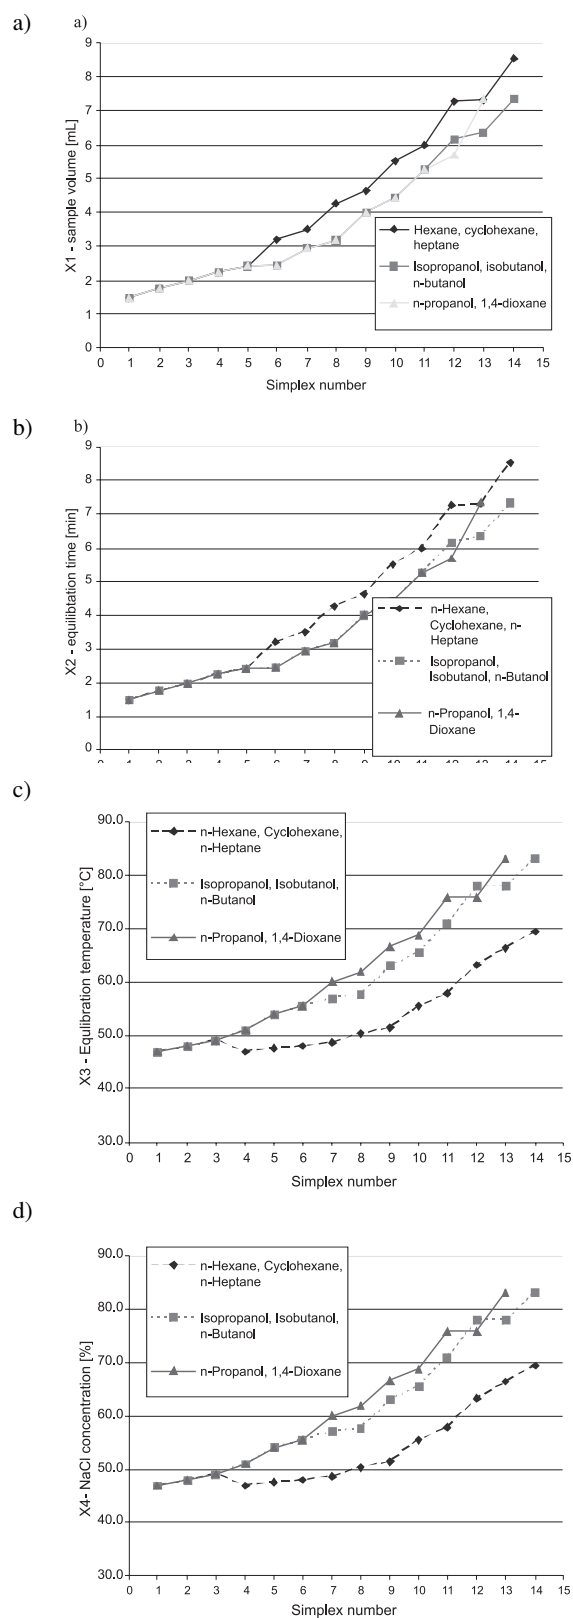 a)
a)
9
8
7
6
5
4
3
2
1
0
X1 - sample volume [mL]
Hexane, cyclohexane,
heptane
Isopropanol, isobutanol,
n-butanol
n-propanol, 1,4-dioxane
0 1 2 3 4 5 6 7 8 9 10 11 12 13 14 15
Simplex number
b)
b)
9
8
7
6
5
4
3
2
1
0
X2 - equilibtation time [min]
n-Hexane,
Cyclohexane, n-
Heptane
Isopropanol,
Isobutanol, n-Butanol
n-Propanol, 1,4-
Dioxane
c)
90.0
80.0
70.0
60.0
50.0
40.0
30.0
X3 - Equlibration temperature [°C]
n-Hexane, Cyclohexane,
n-Heptane
Isopropanol, Isobutanol,
n-Butanol
n-Propanol, 1,4-Dioxane
0 1 2 3 4 5 6 7 8 9 10 11 12 13 14 15
Simplex number
d)
90.0
80.0
70.0
60.0
50.0
40.0
30.0
X4- NaCl concentration [%]
n-Hexane, Cyclohexane,
n-Heptane
Isopropanol, Isobutanol,
n-Butanol
n-Propanol, 1,4-Dioxane
0 1 2 3 4 5 6 7 8 9 10 11 12 13 14 15
Simplex number